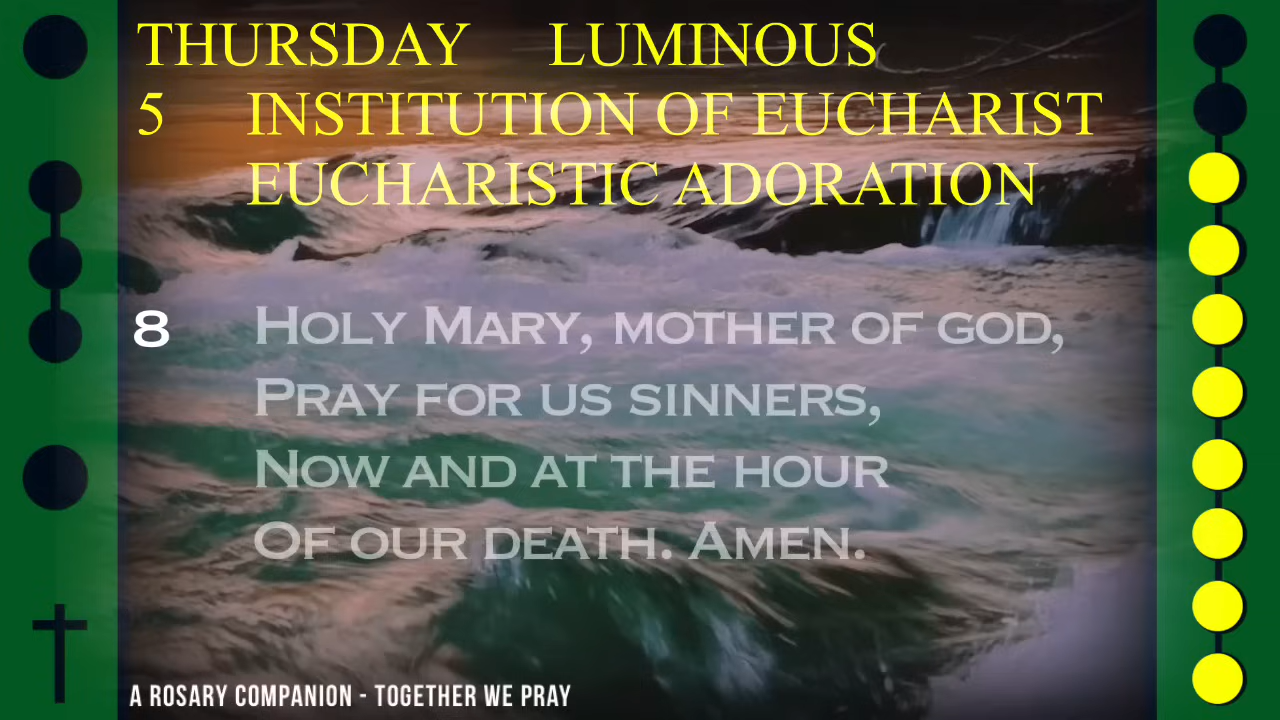 THURSDAY LUMINOUS
5 INSTITUTION OF EUCHARIST
EUCHARISTIC ADORATION
8 HOLY MARY, MOTHER OF GOD,
PRAY FOR US SINNERS,
NOW AND AT THE HOUR
OF OUR DEATH. AMEN.
A ROSARY COMPANION - TOGETHER WE PRAY